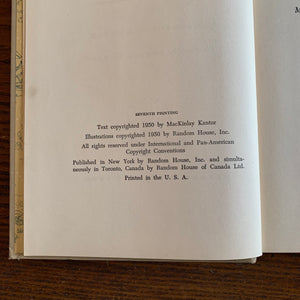 M
SEVENTH PRINTING
Text copyrighted 1950 by MacKinlay Kantor
Illustrations copyrighted 1950 by Random House, Inc.
All rights reserved under International and Pan-American
Copyright Conventions
Published in New York by Random House, Inc. and simulta-
neously in Toronto, Canada by Random House of Canada Ltd.
Printed in the U. S. A.